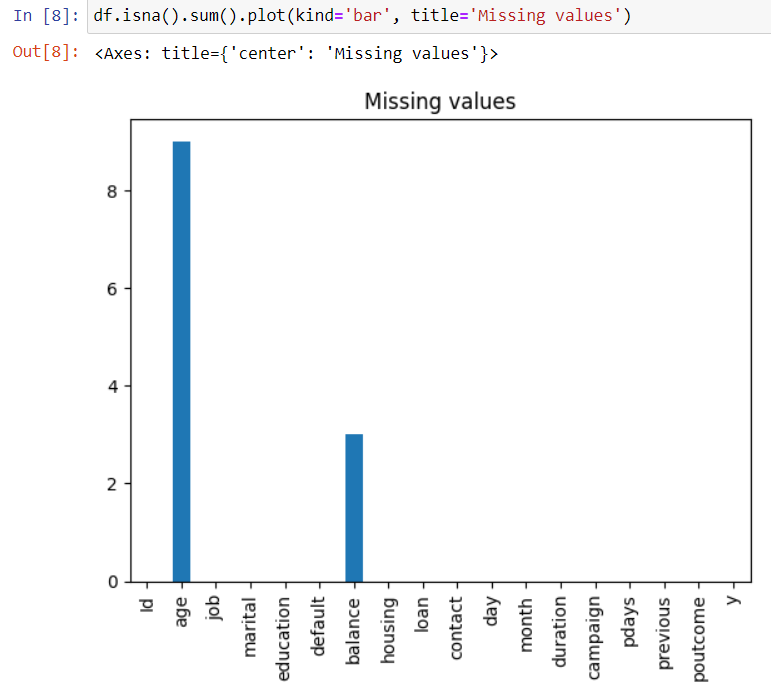 In [8]: df.isna().sum().plot(kind='bar', title='Missing values')
Out[8]: <Axes: title={'center': 'Missing values'}>
Missing values
8
6
4
2
0
Id
age
job
marital
education
default
balance
housing
loan
contact
day
month
duration
campaign
pdays
previous
poutcome
y